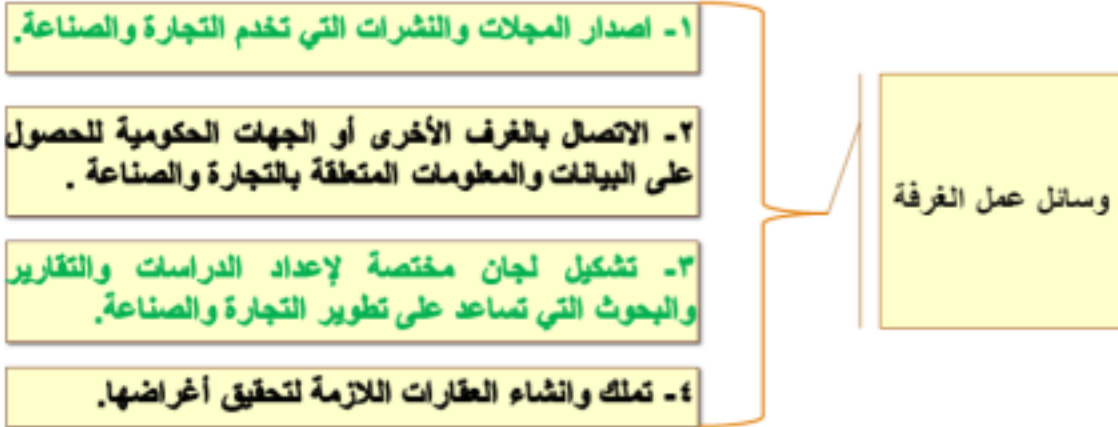 وسائل عمل الغرفة
١- اصدار المجلات والنشرات التي تخدم التجارة والصناعة.
٢- الاتصال بالغرف الأخرى أو الجهات الحكومية للحصول
على البيانات والمعلومات المتعلقة بالتجارة والصناعة .
٣- تشكيل لجان مختصة لإعداد الدراسات والتقارير
والبحوث التي تساعد على تطوير التجارة والصناعة.
٤- تملك وانشاء العقارات اللازمة لتحقيق أغراضها.